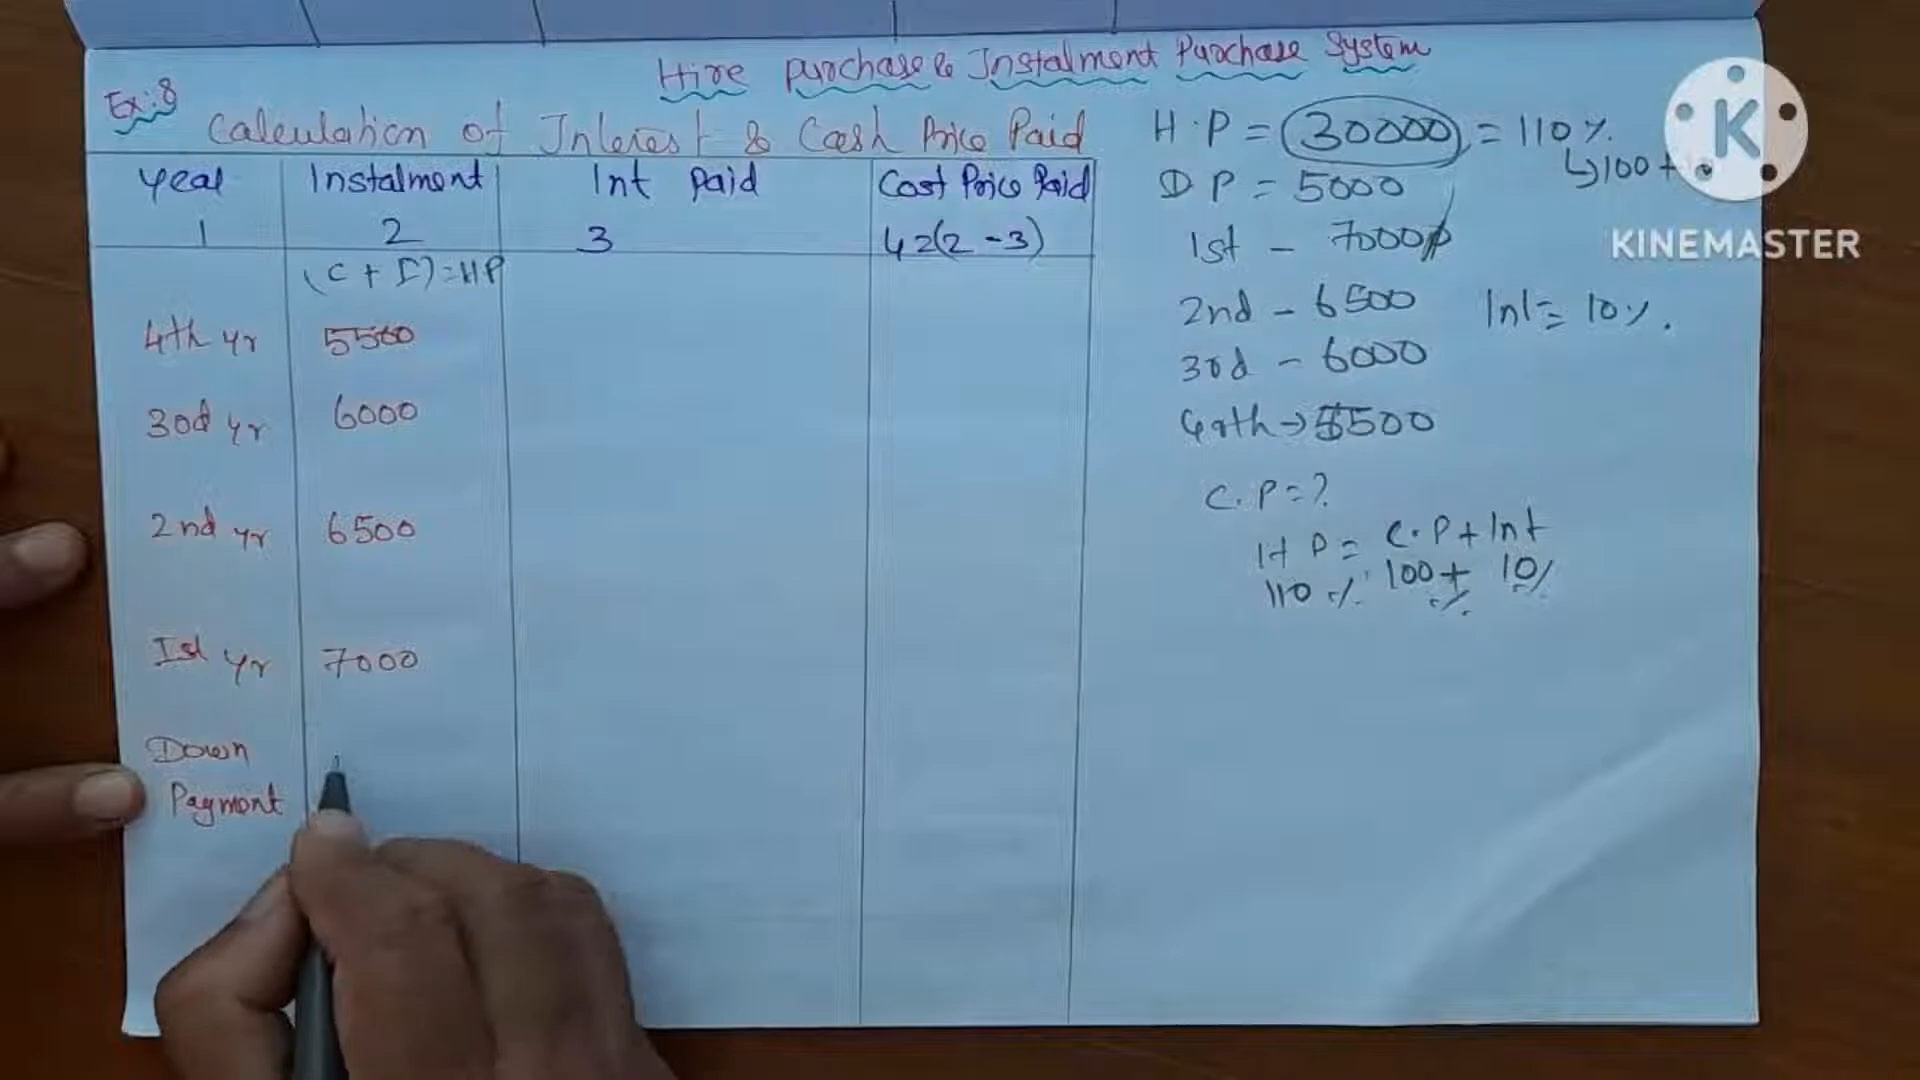 Hire purchase & Instalment Purchase System
Ex:8
Calculation of Interest & Cash Price Paid
year Instalment Int paid Cost Price Paid
1 2 3 4=(2-3)
(C + I) = HP
4th yr 5500
3rd yr 6000
2nd yr 6500
Ist yr 7000
Down
Payment
H.P = 30000 = 110%.
↳100 +
D P = 5000
1st - 7000
2nd - 6500 Int = 10%.
3rd - 6000
4rth → 5500
C.P = ?
H P = C.P + Int
110 % 100 + 10%
%
K
KINEMASTER